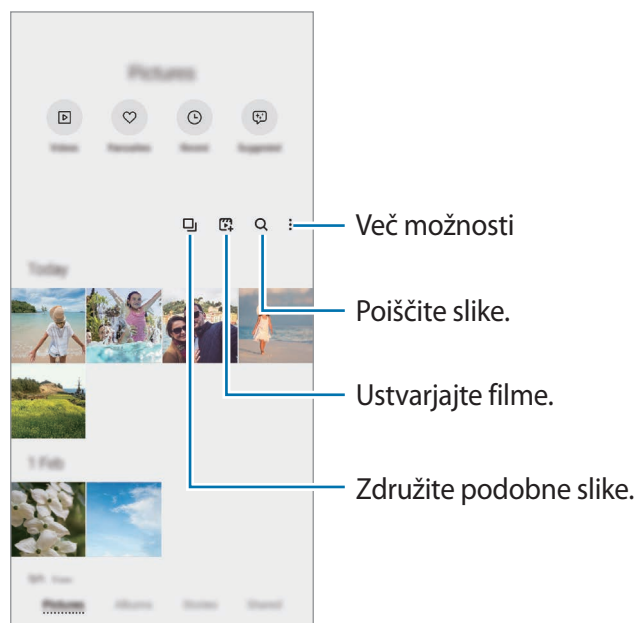 Pictures
Videos
Favourites
Recent
Suggested
Več možnosti
Today
Poiščite slike.
Ustvarjajte filme.
1 Feb
Združite podobne slike.
Pictures
Albums
Stories
Shared